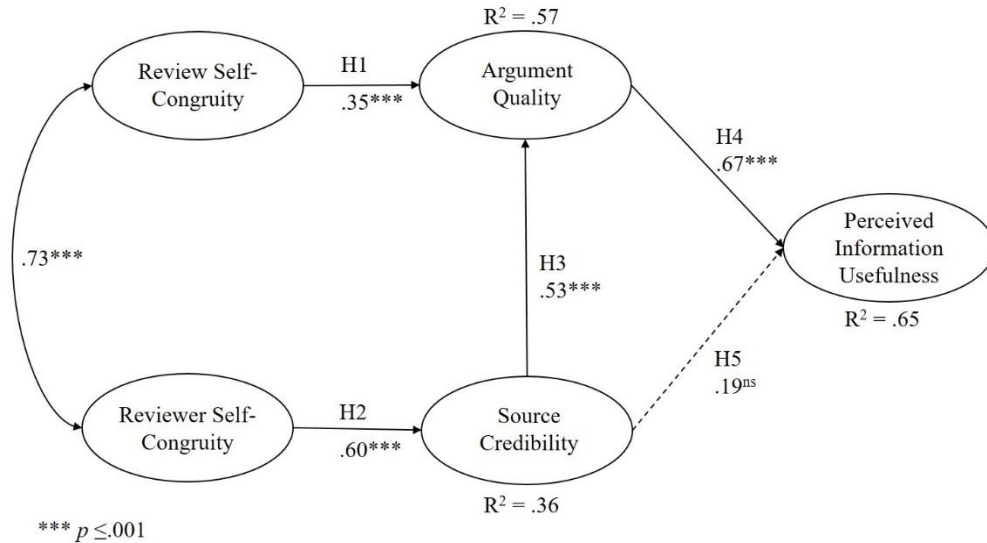 R² = .57
Review Self-
Congruity
H1
.35***
Argument
Quality
H4
.67***
.73***
H3
.53***
Perceived
Information
Usefulness
R² = .65
H5
.19ⁿˢ
Reviewer Self-
Congruity
H2
.60***
Source
Credibility
R² = .36
*** p ≤.001